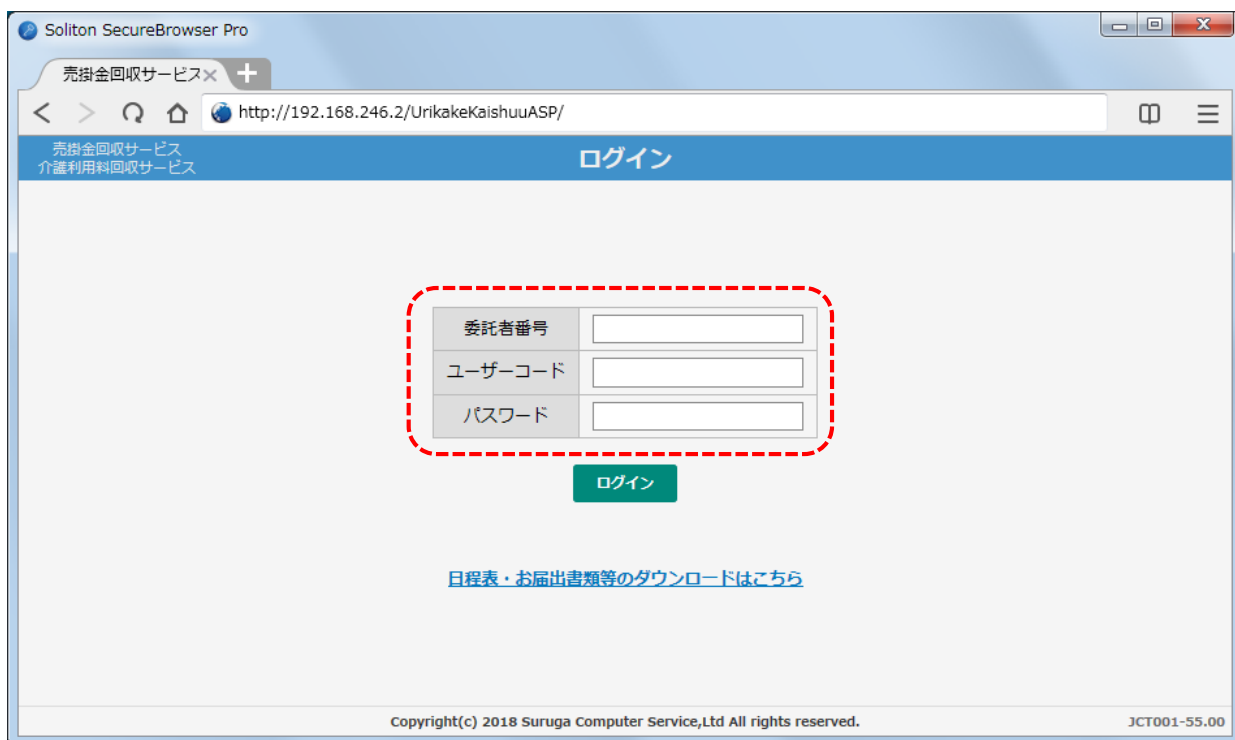 Soliton SecureBrowser Pro
売掛金回収サービス
http://192.168.246.2/UrikakeKaishuuASP/
売掛金回収サービス
介護利用料回収サービス
ログイン
委託者番号
ユーザーコード
パスワード
ログイン
日程表・お届出書類等のダウンロードはこちら
Copyright(c) 2018 Suruga Computer Service,Ltd All rights reserved.
JCT001-55.00